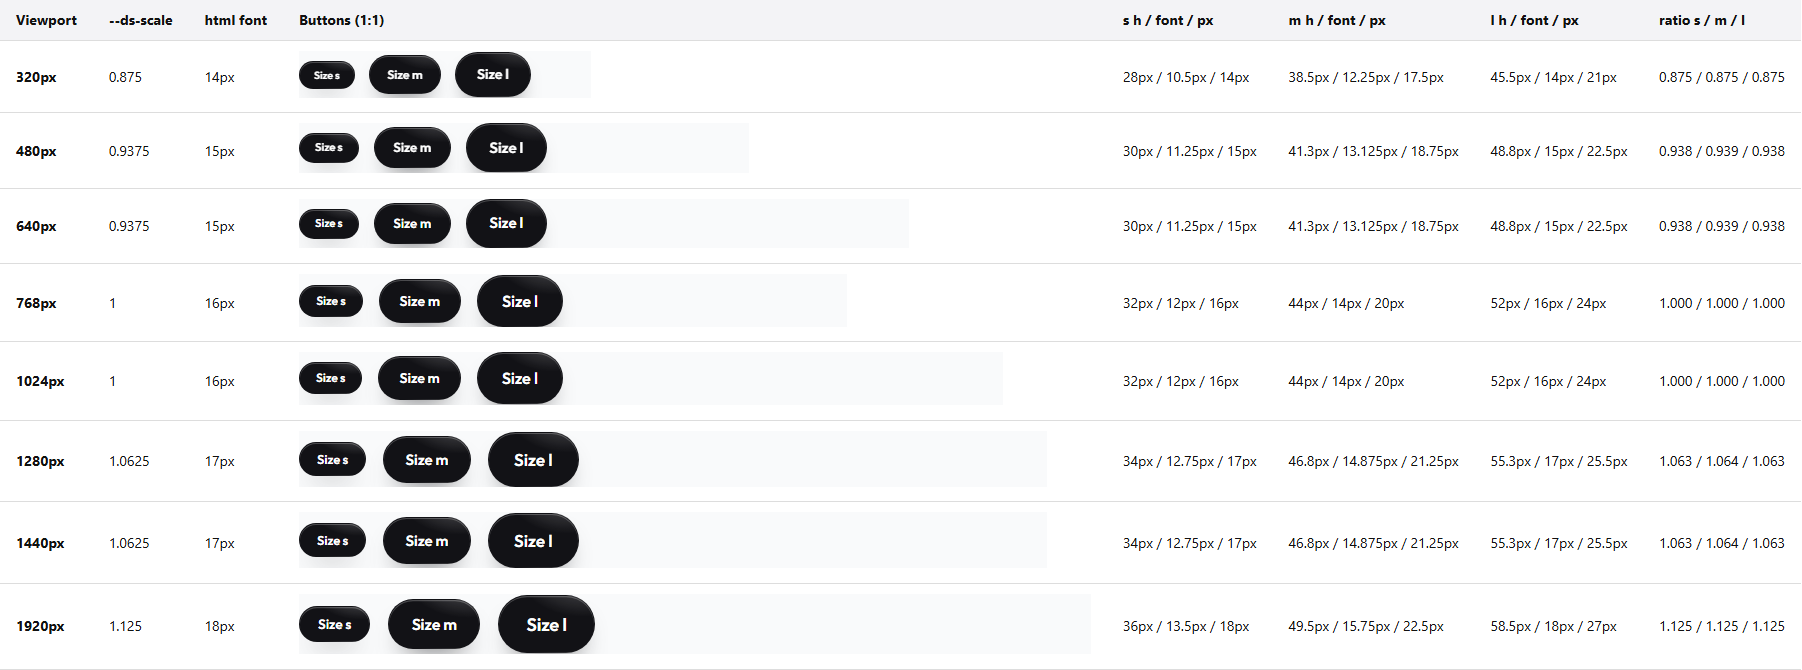 Viewport --ds-scale html font Buttons (1:1) s h / font / px m h / font / px l h / font / px ratio s / m / l
320px 0.875 14px Size s Size m Size l 28px / 10.5px / 14px 38.5px / 12.25px / 17.5px 45.5px / 14px / 21px 0.875 / 0.875 / 0.875
480px 0.9375 15px Size s Size m Size l 30px / 11.25px / 15px 41.3px / 13.125px / 18.75px 48.8px / 15px / 22.5px 0.938 / 0.939 / 0.938
640px 0.9375 15px Size s Size m Size l 30px / 11.25px / 15px 41.3px / 13.125px / 18.75px 48.8px / 15px / 22.5px 0.938 / 0.939 / 0.938
768px 1 16px Size s Size m Size l 32px / 12px / 16px 44px / 14px / 20px 52px / 16px / 24px 1.000 / 1.000 / 1.000
1024px 1 16px Size s Size m Size l 32px / 12px / 16px 44px / 14px / 20px 52px / 16px / 24px 1.000 / 1.000 / 1.000
1280px 1.0625 17px Size s Size m Size l 34px / 12.75px / 17px 46.8px / 14.875px / 21.25px 55.3px / 17px / 25.5px 1.063 / 1.064 / 1.063
1440px 1.0625 17px Size s Size m Size l 34px / 12.75px / 17px 46.8px / 14.875px / 21.25px 55.3px / 17px / 25.5px 1.063 / 1.064 / 1.063
1920px 1.125 18px Size s Size m Size l 36px / 13.5px / 18px 49.5px / 15.75px / 22.5px 58.5px / 18px / 27px 1.125 / 1.125 / 1.125